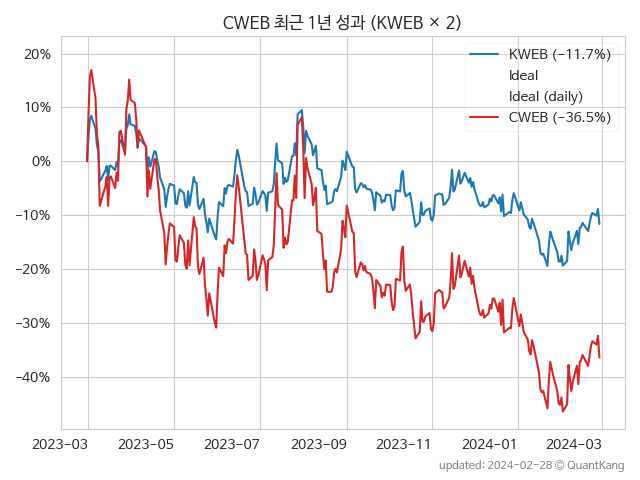 CWEB 최근 1년 성과 (KWEB × 2)
KWEB (−11.7%)
Ideal
Ideal (daily)
CWEB (−36.5%)
20%
10%
0%
−10%
−20%
−30%
−40%
2023-03 2023-05 2023-07 2023-09 2023-11 2024-01 2024-03
updated: 2024-02-28 © QuantKang